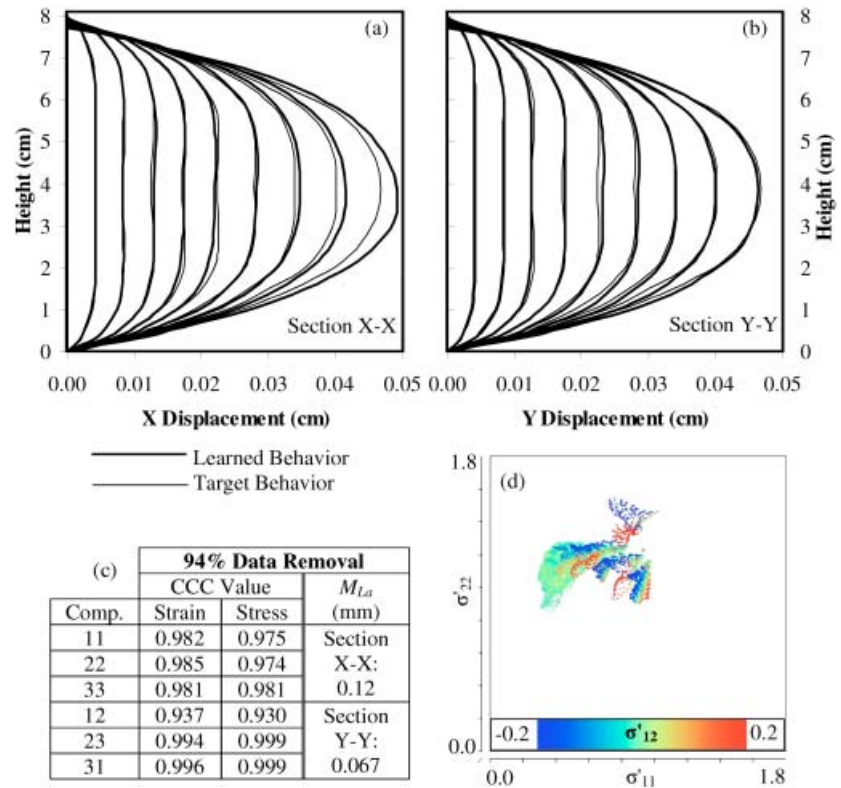 (a)
8
7
6
5
4
3
2
1
0
Height (cm)
Section X-X
0.00 0.01 0.02 0.03 0.04 0.05
X Displacement (cm)
(b)
8
7
6
5
4
3
2
1
0
Height (cm)
Section Y-Y
0.00 0.01 0.02 0.03 0.04 0.05
Y Displacement (cm)
Learned Behavior
Target Behavior
(c) 94% Data Removal
CCC Value M_La
Comp. Strain Stress (mm)
11 0.982 0.975 Section
22 0.985 0.974 X-X:
33 0.981 0.981 0.12
12 0.937 0.930 Section
23 0.994 0.999 Y-Y:
31 0.996 0.999 0.067
(d)
1.8
σ'22
0.0
-0.2 σ'12 0.2
0.0 σ'11 1.8